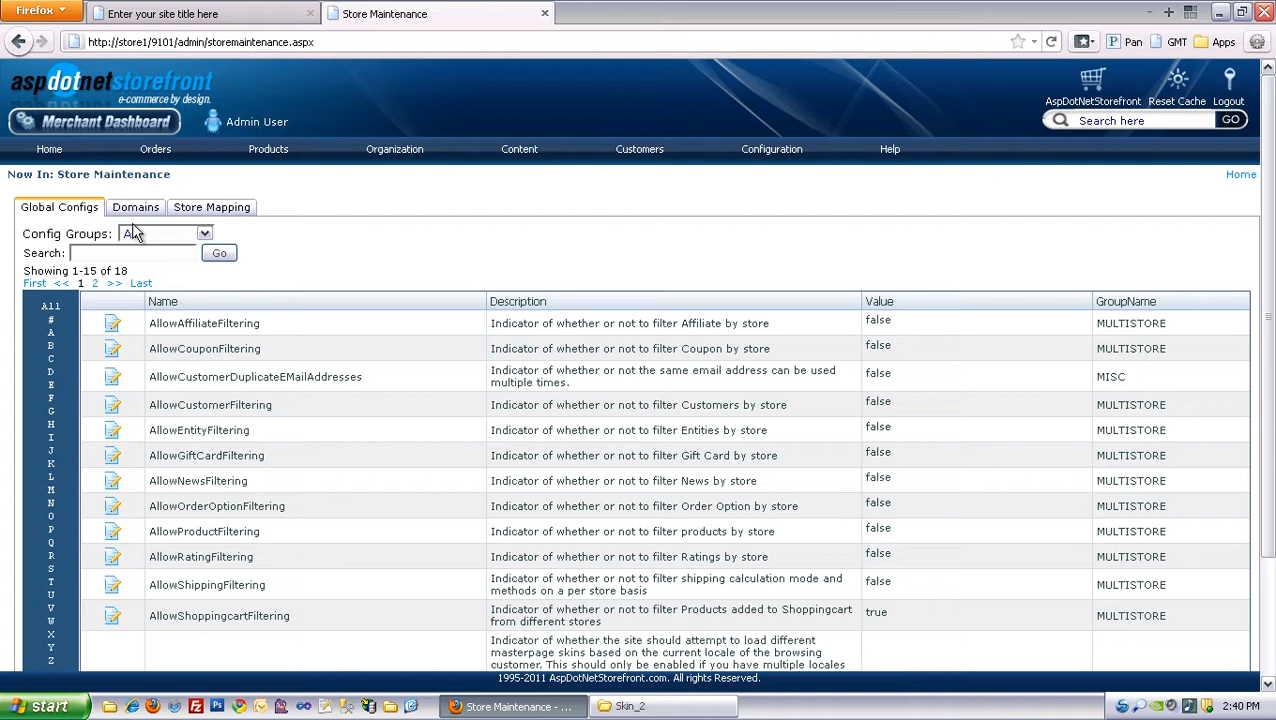 Firefox
Enter your site title here
Store Maintenance
http://store1/9101/admin/storemaintenance.aspx
Pan
GMT
Apps
aspdotnetstorefront
e-commerce by design.
Merchant Dashboard
Admin User
AspDotNetStorefront
Reset Cache
Logout
Search here
GO
Home
Orders
Products
Organization
Content
Customers
Configuration
Help
Now In: Store Maintenance
Home
Global Configs
Domains
Store Mapping
Config Groups:
Search:
Go
Showing 1-15 of 18
First << 1 2 >> Last
Name Description Value GroupName
All
#
A
B
C
D
E
F
G
H
I
J
K
L
M
N
O
P
Q
R
S
T
U
V
W
X
Y
Z
AllowAffiliateFiltering Indicator of whether or not to filter Affiliate by store false MULTISTORE
AllowCouponFiltering Indicator of whether or not to filter Coupon by store false MULTISTORE
AllowCustomerDuplicateEMailAddresses Indicator of whether or not the same email address can be used false MISC
multiple times.
AllowCustomerFiltering Indicator of whether or not to filter Customers by store false MULTISTORE
AllowEntityFiltering Indicator of whether or not to filter Entities by store false MULTISTORE
AllowGiftCardFiltering Indicator of whether or not to filter Gift Card by store false MULTISTORE
AllowNewsFiltering Indicator of whether or not to filter News by store false MULTISTORE
AllowOrderOptionFiltering Indicator of whether or not to filter Order Option by store false MULTISTORE
AllowProductFiltering Indicator of whether or not to filter products by store false MULTISTORE
AllowRatingFiltering Indicator of whether or not to filter Ratings by store false MULTISTORE
AllowShippingFiltering Indicator of whether or not to filter shipping calculation mode and false MULTISTORE
methods on a per store basis
AllowShoppingcartFiltering Indicator of whether or not to filter Products added to Shoppingcart true MULTISTORE
from different stores
Indicator of whether the site should attempt to load different
masterpage skins based on the current locale of the browsing
customer. This should only be enabled if you have multiple locales
1995-2011 AspDotNetStorefront.com. All rights Reserved.
start
Store Maintenance - ...
Skin_2
2:40 PM